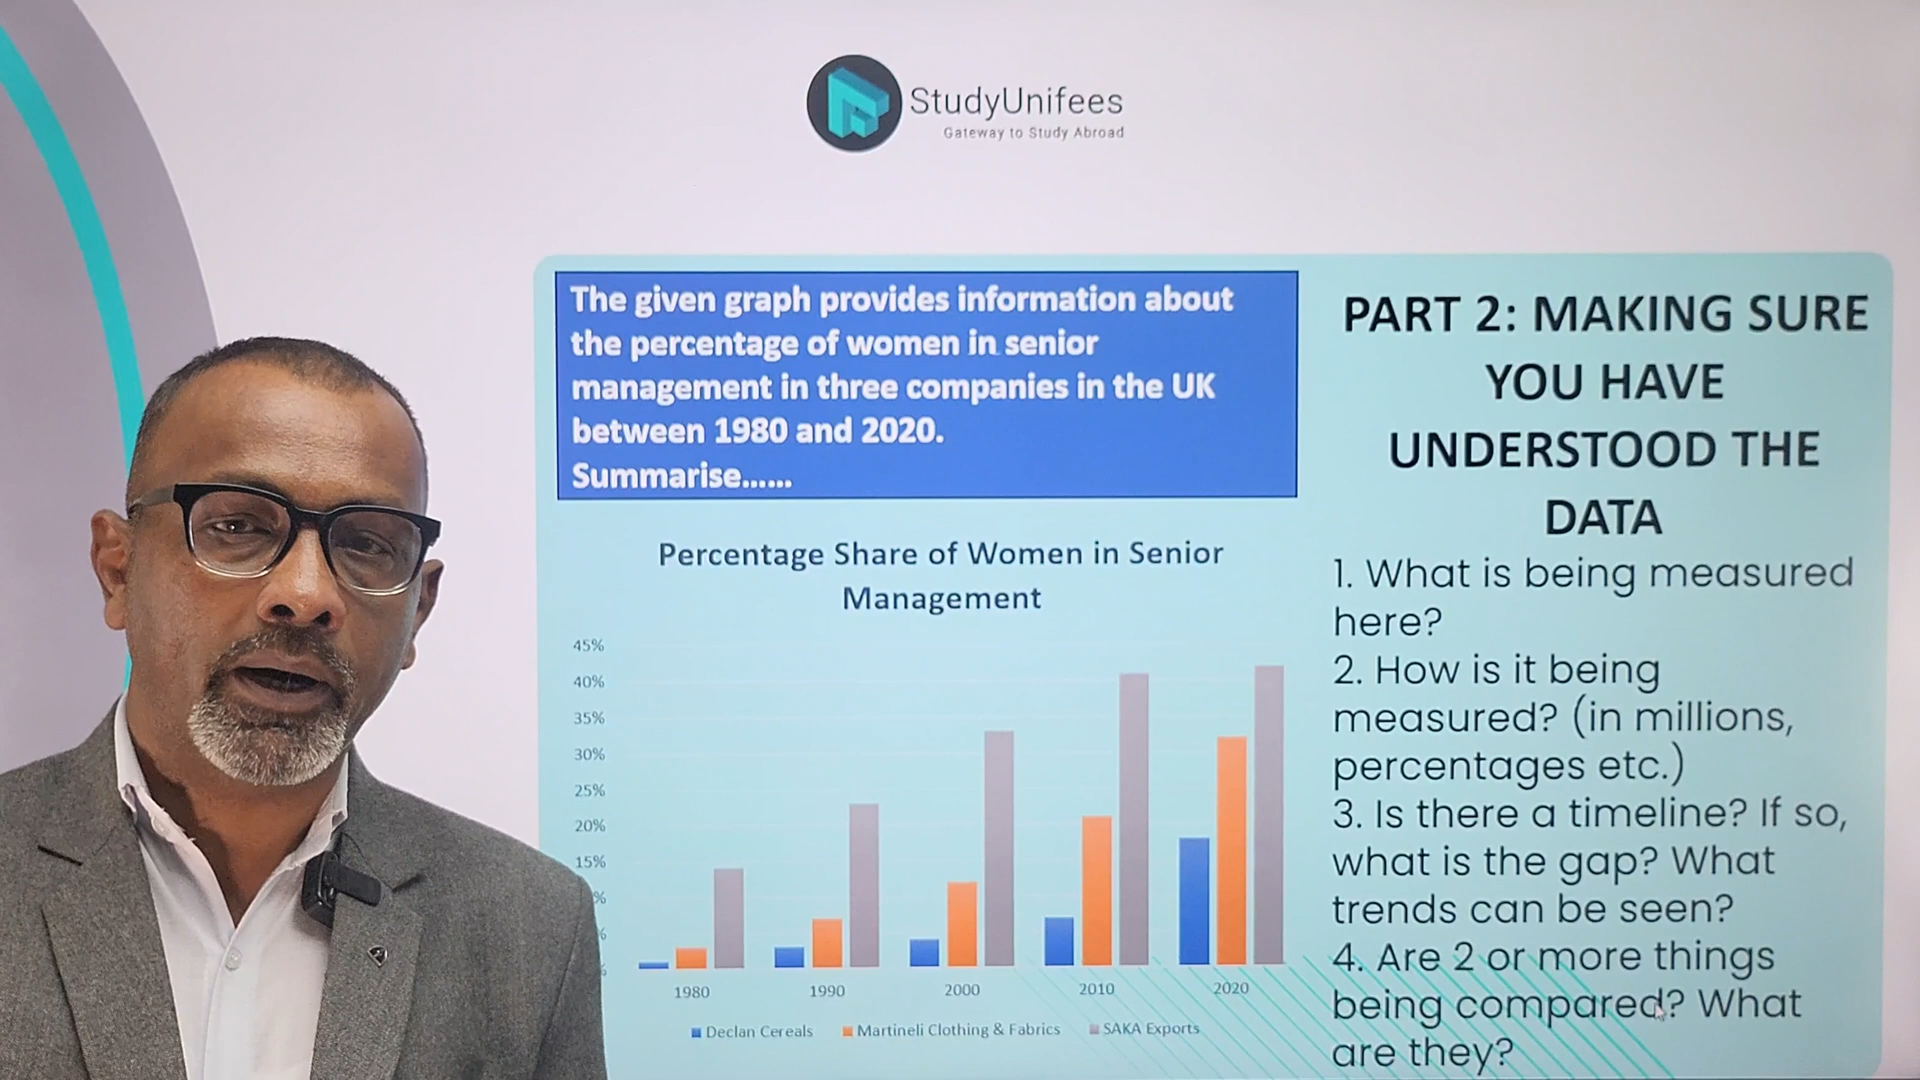 StudyUnifees
Gateway to Study Abroad
The given graph provides information about
the percentage of women in senior
management in three companies in the UK
between 1980 and 2020.
Summarise......
PART 2: MAKING SURE
YOU HAVE
UNDERSTOOD THE
DATA
1. What is being measured
here?
2. How is it being
measured? (in millions,
percentages etc.)
3. Is there a timeline? If so,
what is the gap? What
trends can be seen?
4. Are 2 or more things
being compared? What
are they?
Percentage Share of Women in Senior
Management
45%
40%
35%
30%
25%
20%
15%
%
%
%
1980 1990 2000 2010 2020
Declan Cereals Martineli Clothing & Fabrics SAKA Exports